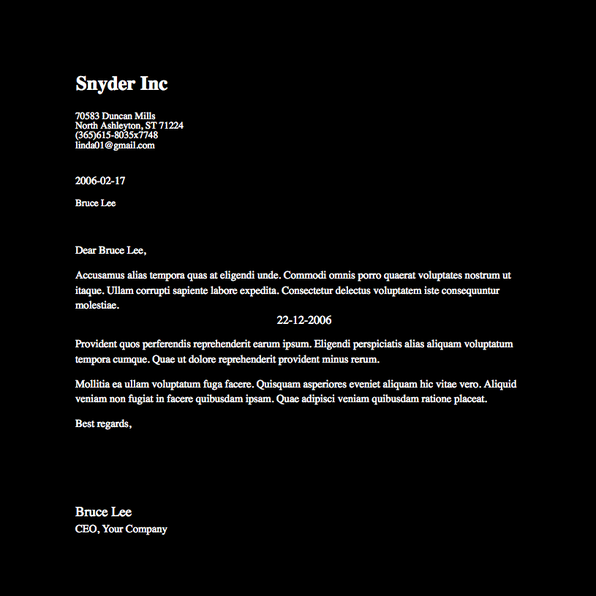 Snyder Inc
70583 Duncan Mills
North Ashleyton, ST 71224
(365)615-8035x7748
linda01@gmail.com
2006-02-17
Bruce Lee
Dear Bruce Lee,
Accusamus alias tempora quas at eligendi unde. Commodi omnis porro quaerat voluptates nostrum ut
itaque. Ullam corrupti sapiente labore expedita. Consectetur delectus voluptatem iste consequuntur
molestiae.
22-12-2006
Provident quos perferendis reprehenderit earum ipsum. Eligendi perspiciatis alias aliquam voluptatum
tempora cumque. Quae ut dolore reprehenderit provident minus rerum.
Mollitia ea ullam voluptatum fuga facere. Quisquam asperiores eveniet aliquam hic vitae vero. Aliquid
veniam non fugiat in facere quibusdam ipsam. Quae adipisci veniam quibusdam ratione placeat.
Best regards,
Bruce Lee
CEO, Your Company